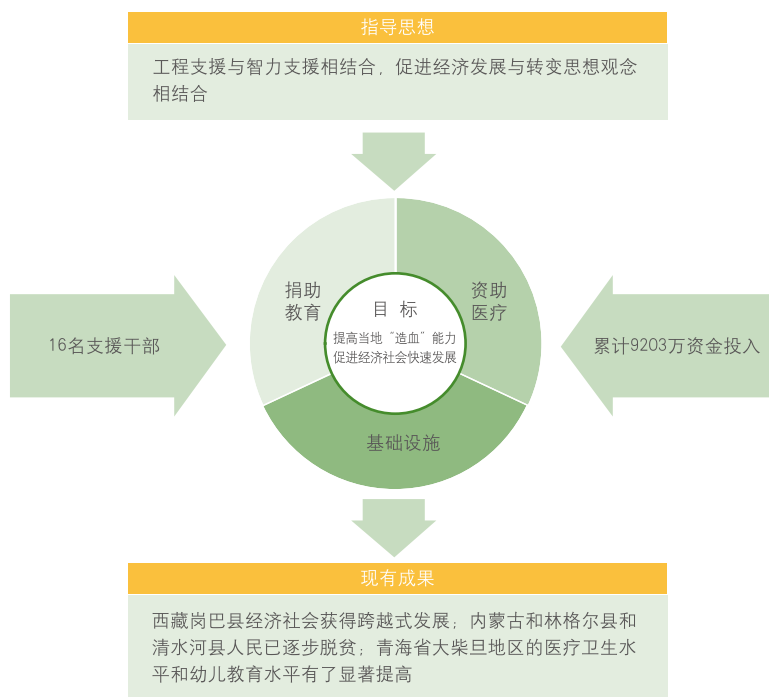 指导思想
工程支援与智力支援相结合，促进经济发展与转变思想观念
相结合
捐助
教育
资助
医疗
目 标
提高当地“造血”能力
促进经济社会快速发展
16名支援干部
累计9203万资金投入
基础设施
现有成果
西藏岗巴县经济社会获得跨越式发展；内蒙古和林格尔县和
清水河县人民已逐步脱贫；青海省大柴旦地区的医疗卫生水
平和幼儿教育水平有了显著提高